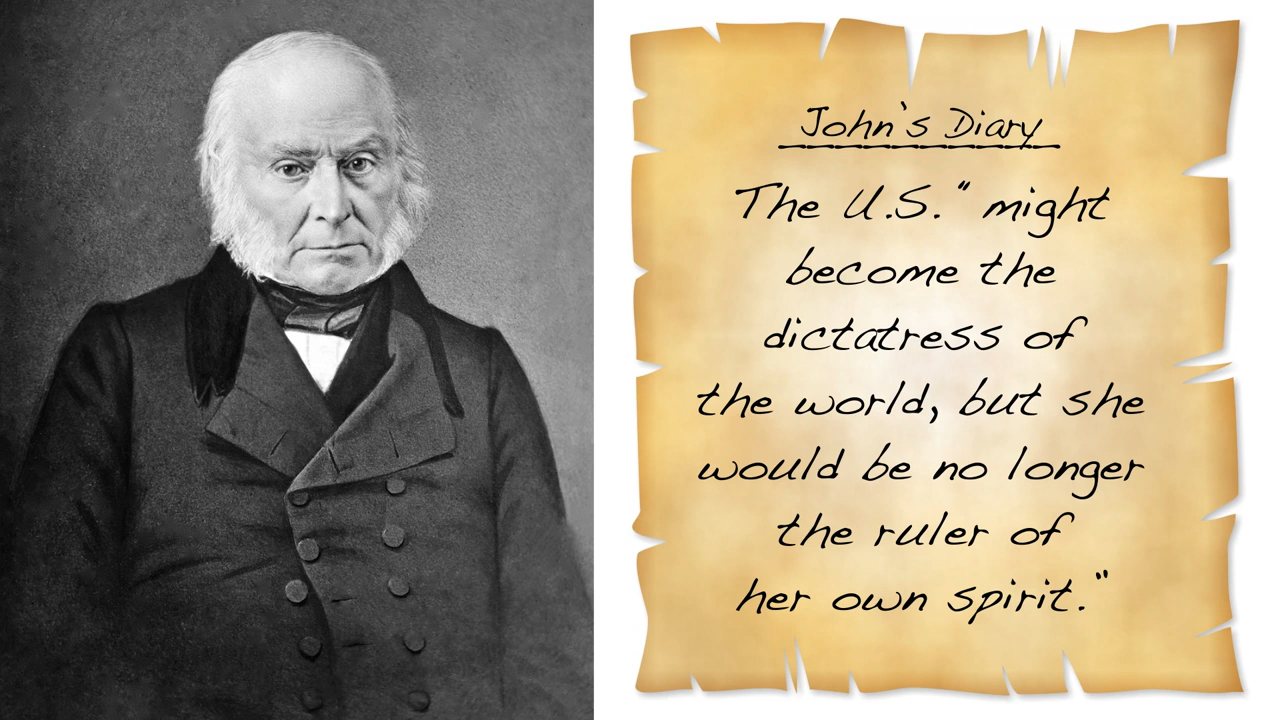 John's Diary
The U.S. " might
become the
dictatress of
the world, but she
would be no longer
the ruler of
her own spirit."